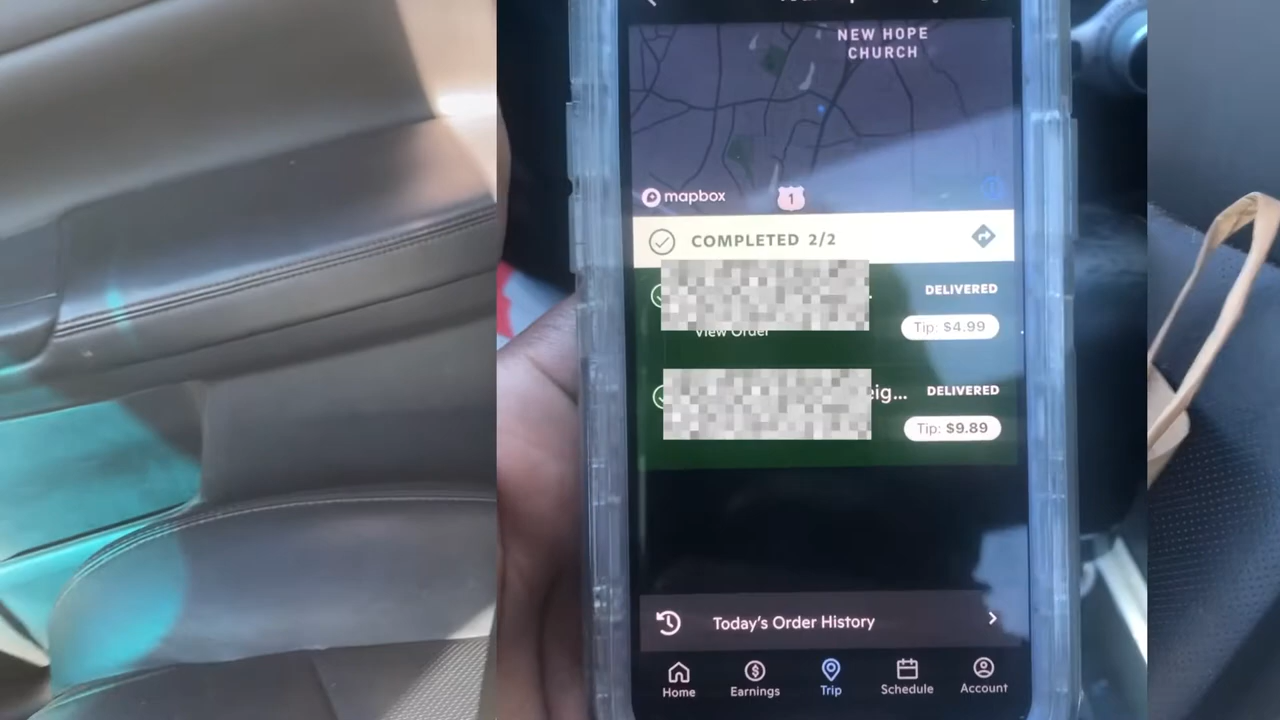 NEW HOPE
CHURCH
mapbox
1
COMPLETED 2/2
DELIVERED
View Order
Tip: $4.99
DELIVERED
Tip: $9.89
Today's Order History
Home
Earnings
Trip
Schedule
Account